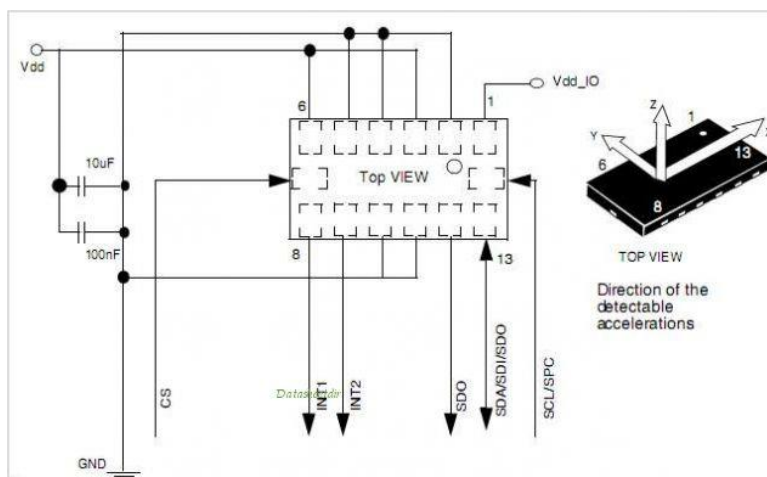 Vdd
Vdd_IO
6
1
10uF
Top VIEW
100nF
8
13
CS
INT1
INT2
SDO
SDA/SDI/SDO
SCL/SPC
GND
Z
1
Y
6
13
8
TOP VIEW
Direction of the
detectable
accelerations